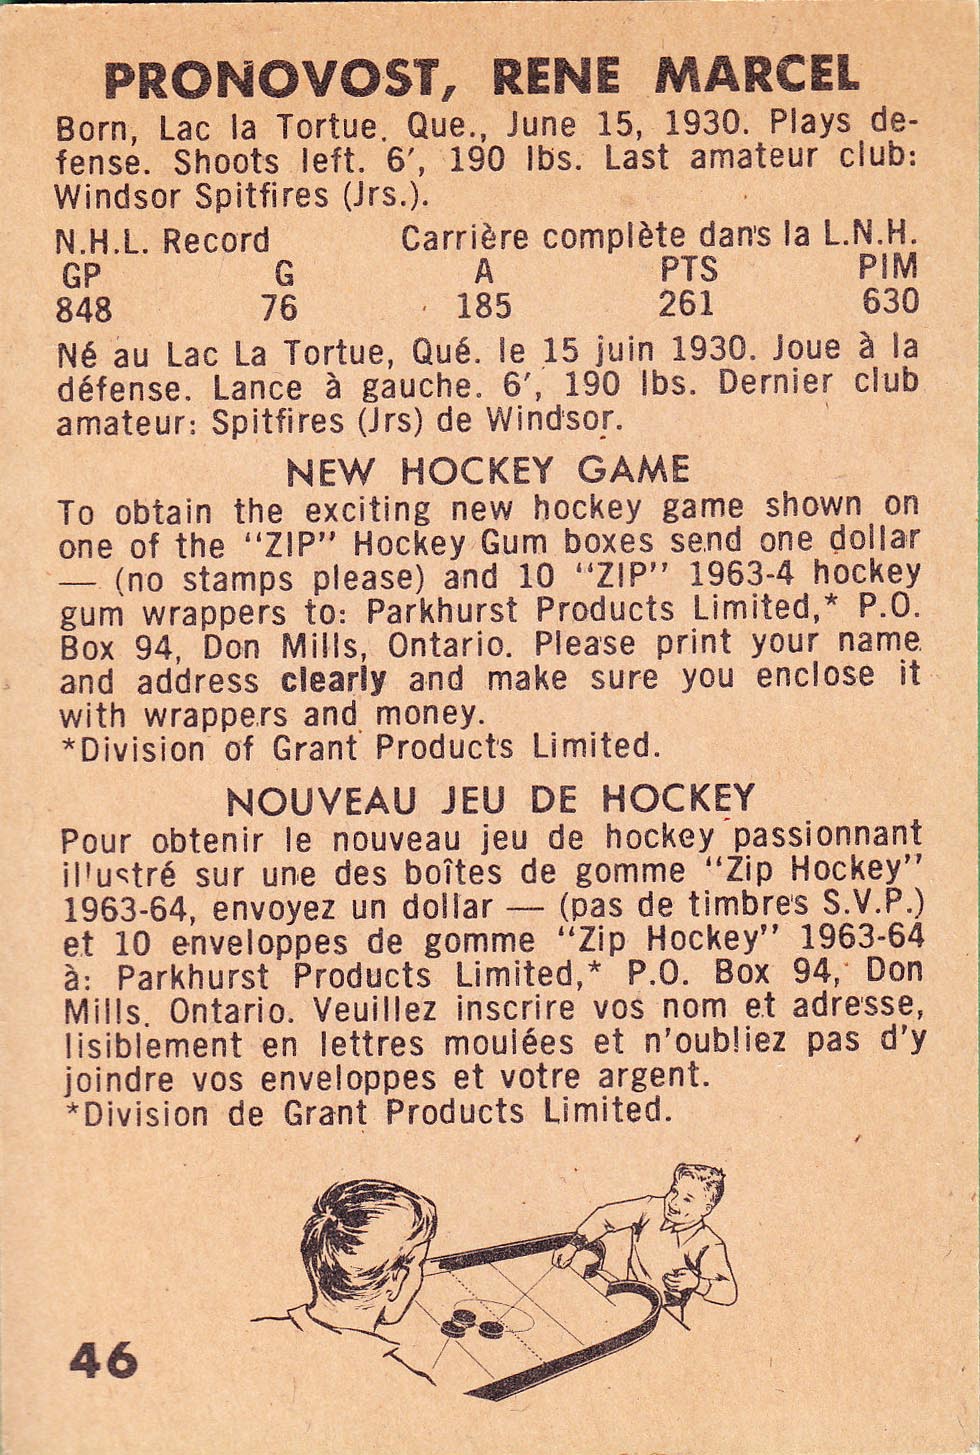 PRONOVOST, RENE MARCEL
Born, Lac la Tortue. Que., June 15, 1930. Plays de-
fense. Shoots left. 6′, 190 lbs. Last amateur club:
Windsor Spitfires (Jrs.).
N.H.L. Record Carrière complète dans la L.N.H.
GP G A PTS PIM
848 76 185 261 630
Né au Lac La Tortue, Qué. le 15 juin 1930. Joue à la
défense. Lance à gauche. 6′, 190 lbs. Dernier club
amateur: Spitfires (Jrs) de Windsor.
NEW HOCKEY GAME
To obtain the exciting new hockey game shown on
one of the “ZIP” Hockey Gum boxes send one dollar
— (no stamps please) and 10 “ZIP” 1963-4 hockey
gum wrappers to: Parkhurst Products Limited,* P.O.
Box 94, Don Mills, Ontario. Please print your name
and address clearly and make sure you enclose it
with wrappers and money.
*Division of Grant Products Limited.
NOUVEAU JEU DE HOCKEY
Pour obtenir le nouveau jeu de hockey passionnant
illustré sur une des boîtes de gomme “Zip Hockey”
1963-64, envoyez un dollar — (pas de timbres S.V.P.)
et 10 enveloppes de gomme “Zip Hockey” 1963-64
à: Parkhurst Products Limited,* P.O. Box 94, Don
Mills. Ontario. Veuillez inscrire vos nom et adresse,
lisiblement en lettres moulées et n'oubliez pas d'y
joindre vos enveloppes et votre argent.
*Division de Grant Products Limited.
46